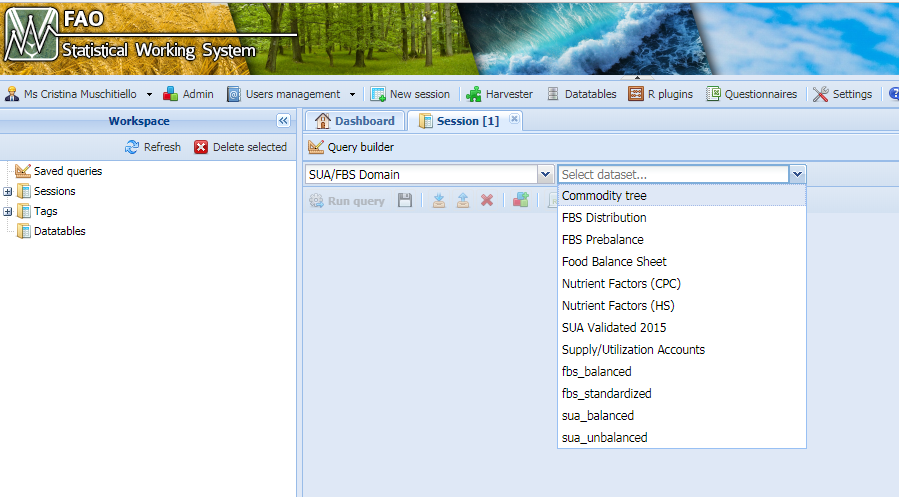 FAO
Statistical Working System
Ms Cristina Muschitiello Admin Users management New session Harvester Datatables R plugins Questionnaires Settings
Workspace
Refresh Delete selected
Saved queries
Sessions
Tags
Datatables
Dashboard Session [1]
Query builder
SUA/FBS Domain Select dataset...
Run query
Commodity tree
FBS Distribution
FBS Prebalance
Food Balance Sheet
Nutrient Factors (CPC)
Nutrient Factors (HS)
SUA Validated 2015
Supply/Utilization Accounts
fbs_balanced
fbs_standardized
sua_balanced
sua_unbalanced